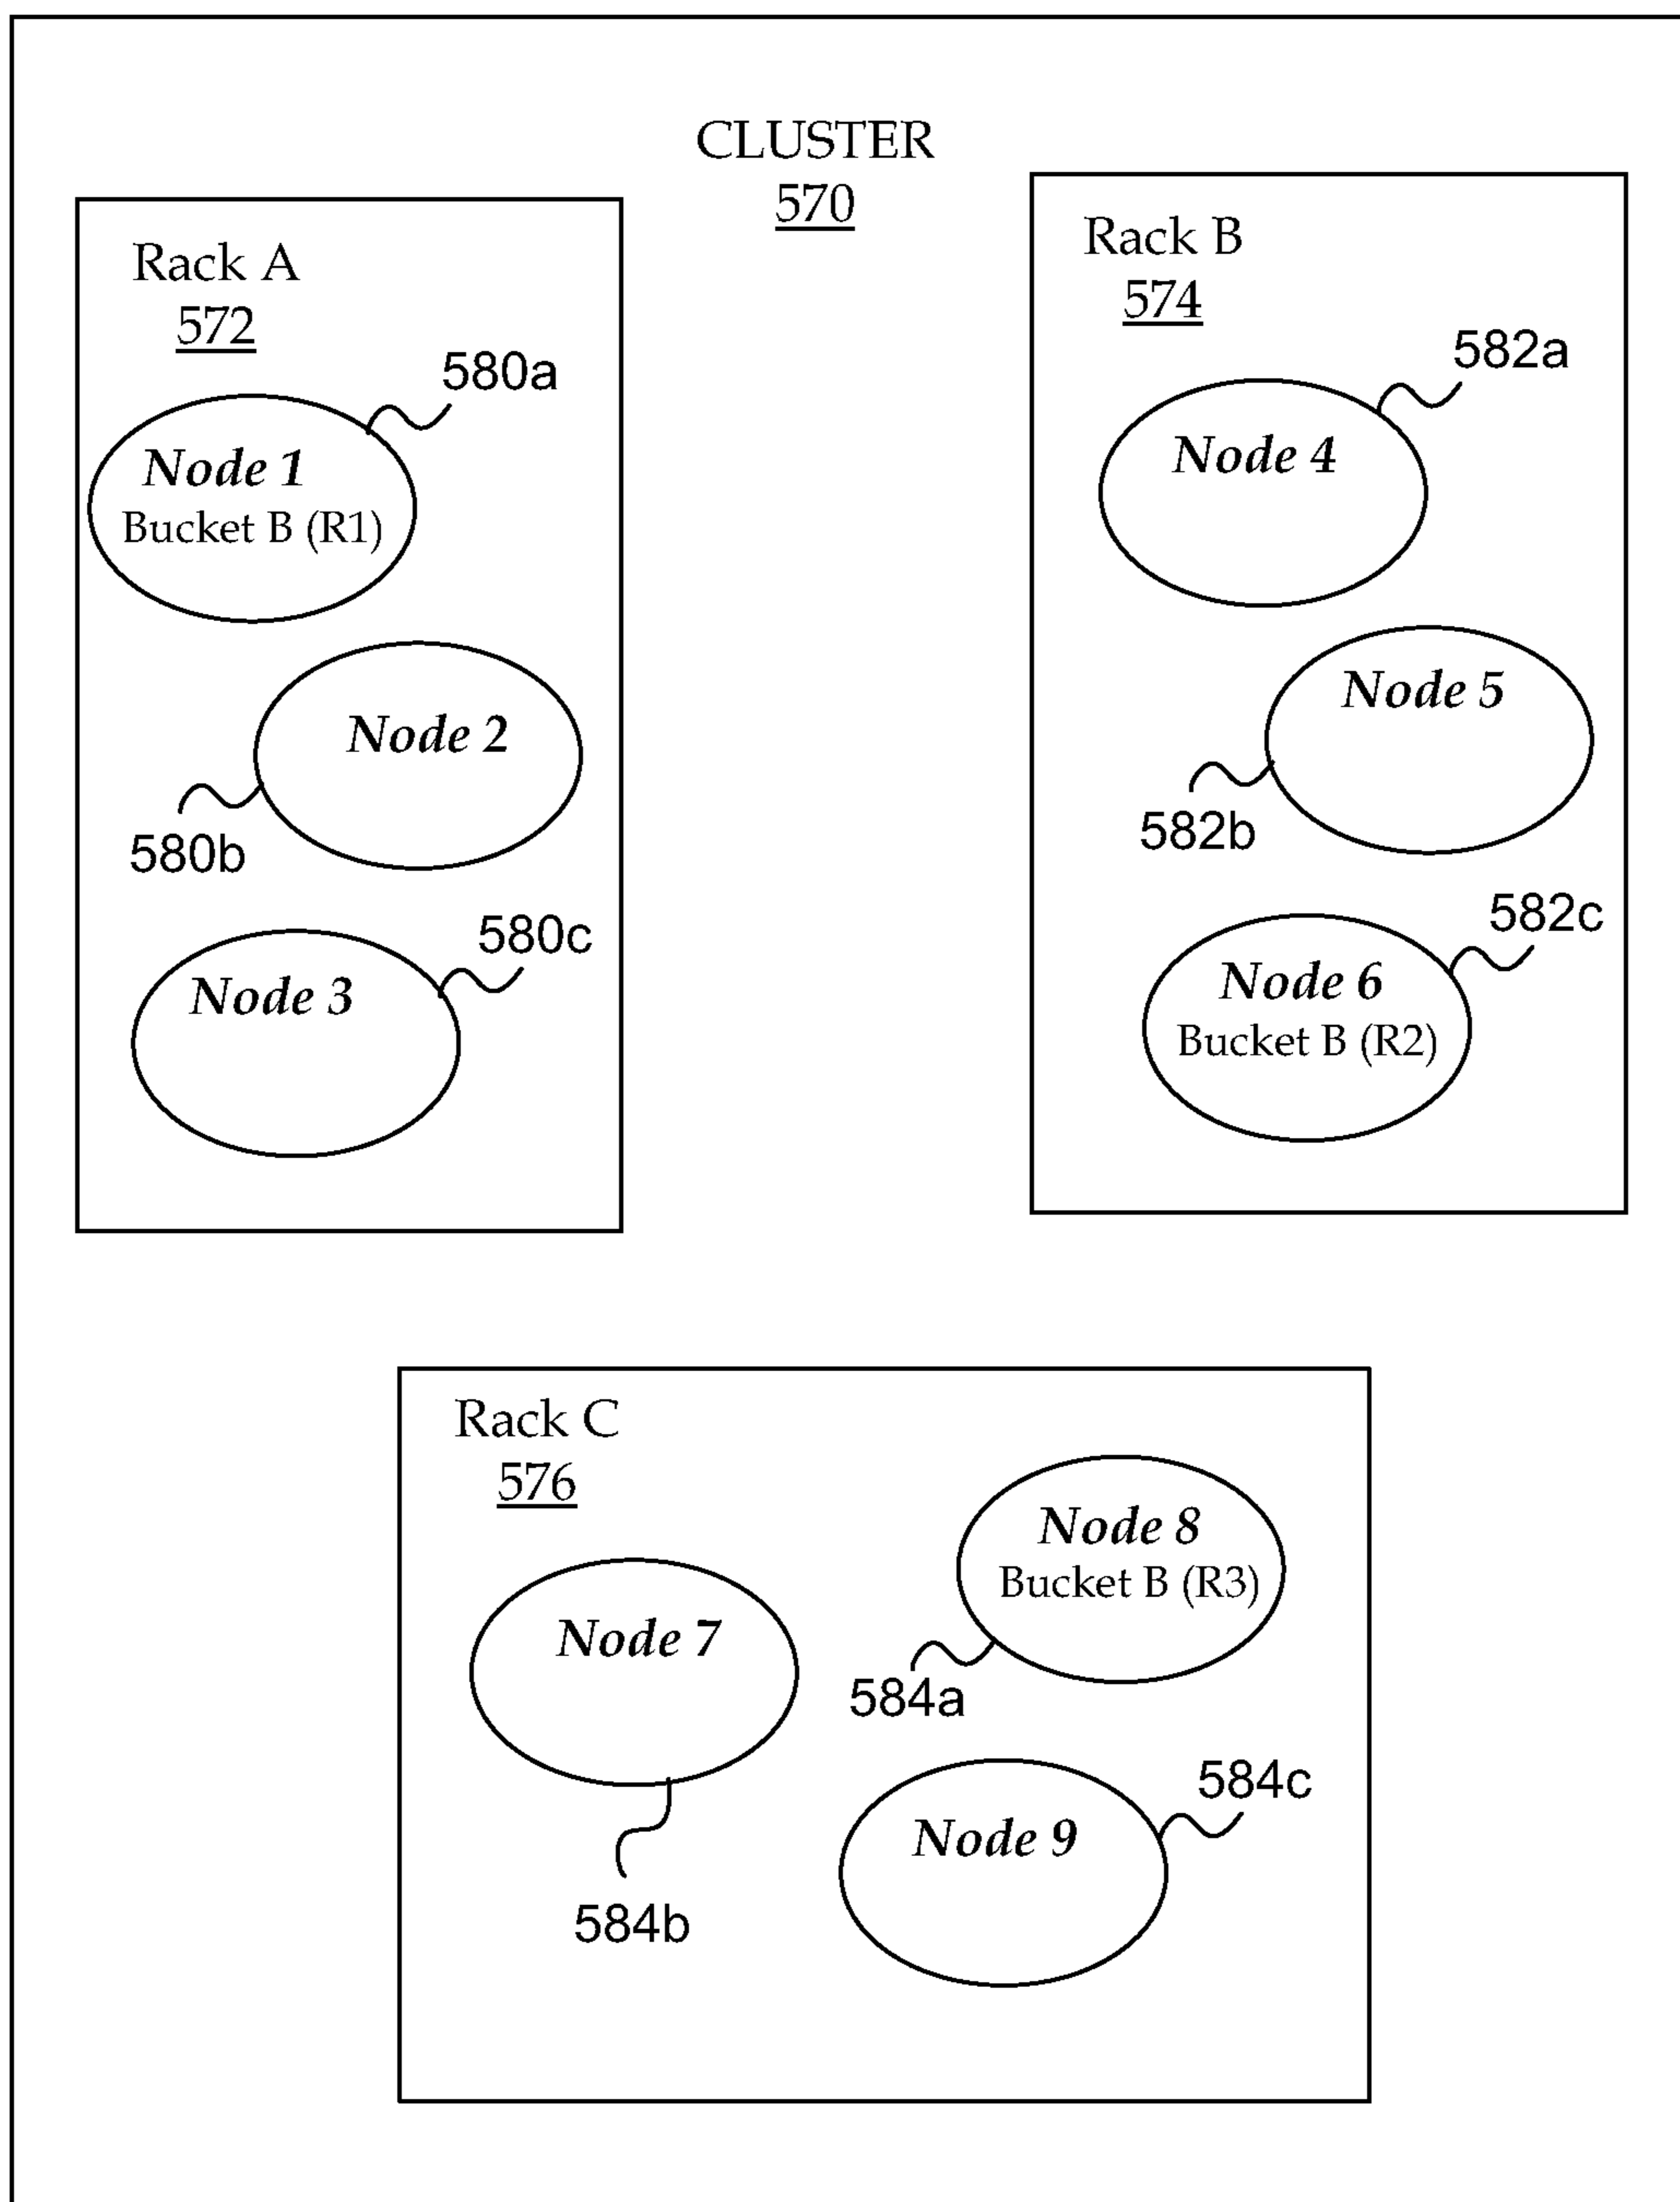 CLUSTER
570
Rack A
572
580a
Node 1
Bucket B (R1)
Node 2
580b
580c
Node 3
Rack B
574
582a
Node 4
Node 5
582b
582c
Node 6
Bucket B (R2)
Rack C
576
Node 8
Bucket B (R3)
584a
Node 7
584b
584c
Node 9